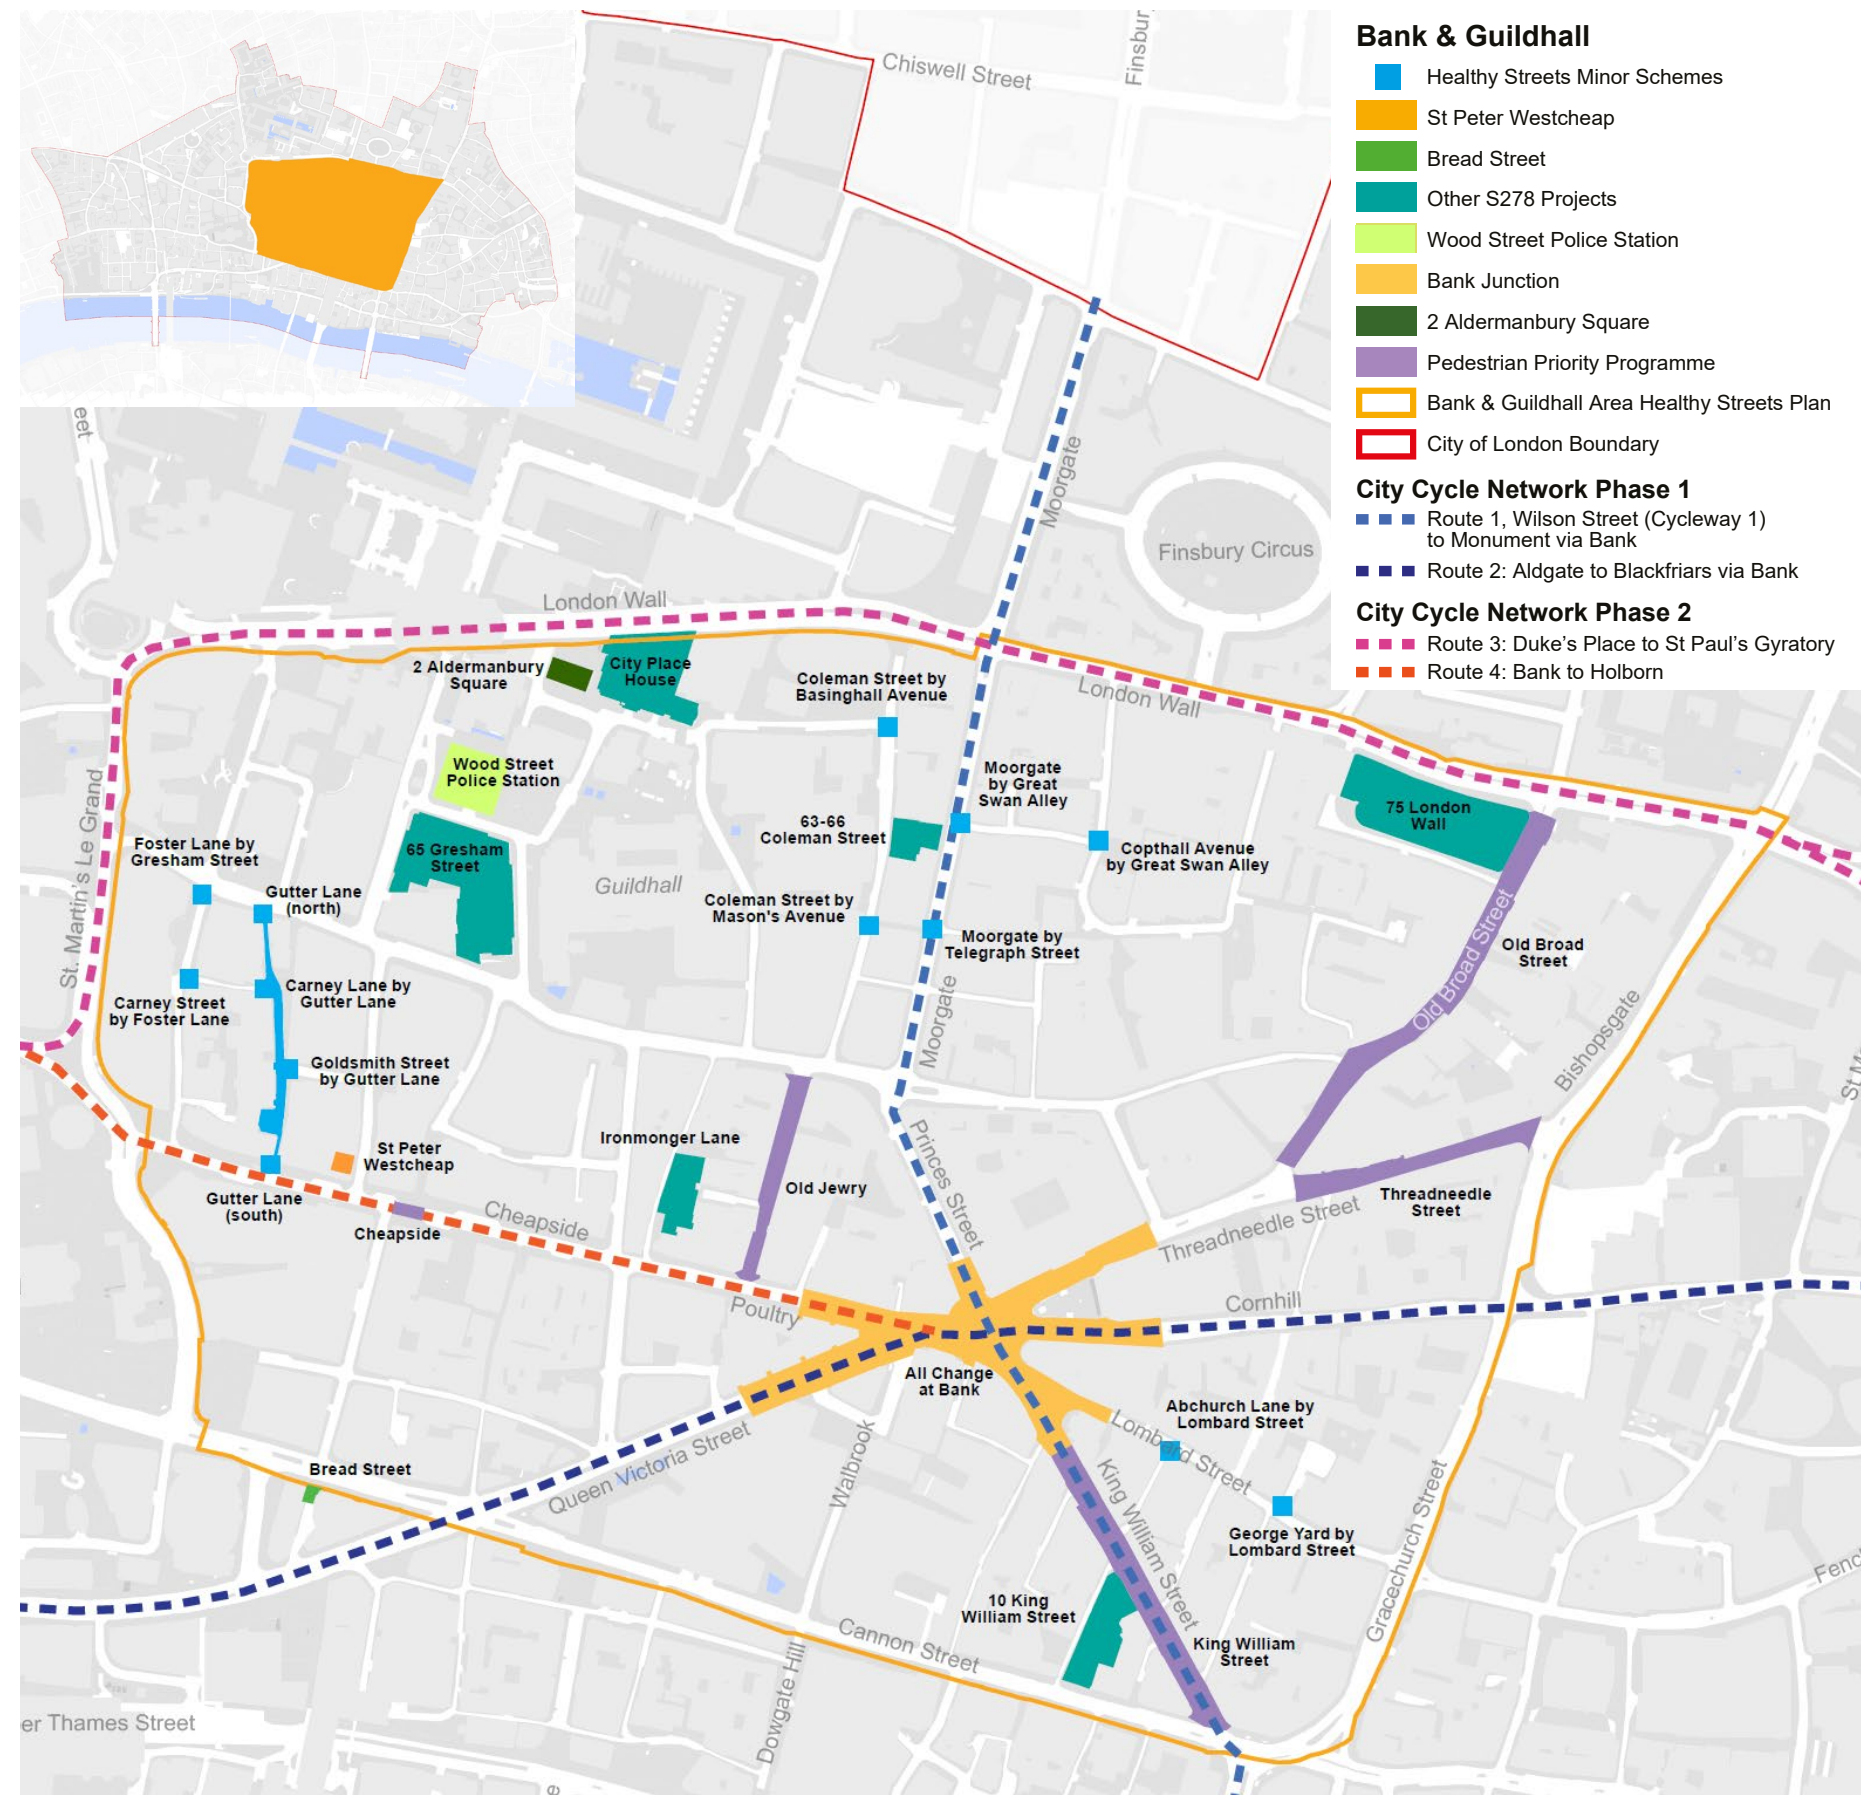 Bank & Guildhall
Healthy Streets Minor Schemes
St Peter Westcheap
Bread Street
Other S278 Projects
Wood Street Police Station
Bank Junction
2 Aldermanbury Square
Pedestrian Priority Programme
Bank & Guildhall Area Healthy Streets Plan
City of London Boundary
City Cycle Network Phase 1
Route 1, Wilson Street (Cycleway 1)
to Monument via Bank
Route 2: Aldgate to Blackfriars via Bank
City Cycle Network Phase 2
Route 3: Duke’s Place to St Paul’s Gyratory
Route 4: Bank to Holborn
Chiswell Street
Finsbur
eet
Moorgate
Finsbury Circus
London Wall
2 Aldermanbury
Square
City Place
House
Coleman Street by
Basinghall Avenue
London Wall
Wood Street
Police Station
Moorgate
by Great
Swan Alley
75 London
Wall
63-66
Coleman Street
Copthall Avenue
by Great Swan Alley
St. Martin's Le Grand
Foster Lane by
Gresham Street
65 Gresham
Street
Gutter Lane
(north)
Guildhall
Coleman Street by
Mason's Avenue
Moorgate by
Telegraph Street
Old Broad Street
Old Broad
Street
Carney Street
by Foster Lane
Carney Lane by
Gutter Lane
Moorgate
Bishopsgate
St M
Goldsmith Street
by Gutter Lane
Ironmonger Lane
St Peter
Westcheap
Princes Street
Old Jewry
Gutter Lane
(south)
Cheapside
Cheapside
Threadneedle Street
Threadneedle
Street
Poultry
Cornhill
All Change
at Bank
Abchurch Lane by
Lombard Street
Lombard Street
Bread Street
Queen Victoria Street
Walbrook
King William Street
George Yard by
Lombard Street
Gracechurch Street
Fenc
10 King
William Street
Cannon Street
King William
Street
Dowgate Hill
er Thames Street
e